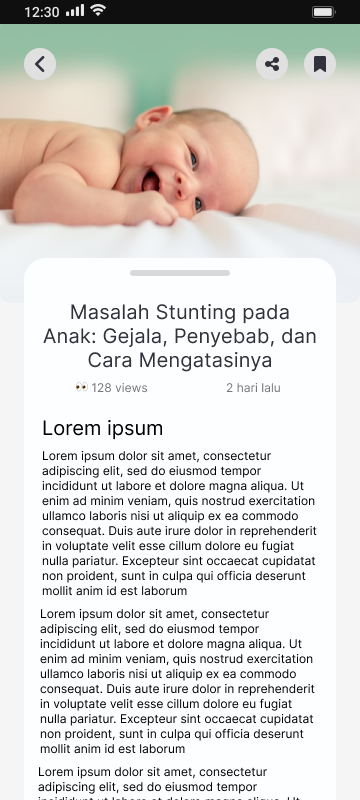 12:30
Masalah Stunting pada
Anak: Gejala, Penyebab, dan
Cara Mengatasinya
128 views
2 hari lalu
Lorem ipsum
Lorem ipsum dolor sit amet, consectetur
adipiscing elit, sed do eiusmod tempor
incididunt ut labore et dolore magna aliqua. Ut
enim ad minim veniam, quis nostrud exercitation
ullamco laboris nisi ut aliquip ex ea commodo
consequat. Duis aute irure dolor in reprehenderit
in voluptate velit esse cillum dolore eu fugiat
nulla pariatur. Excepteur sint occaecat cupidatat
non proident, sunt in culpa qui officia deserunt
mollit anim id est laborum
Lorem ipsum dolor sit amet, consectetur
adipiscing elit, sed do eiusmod tempor
incididunt ut labore et dolore magna aliqua. Ut
enim ad minim veniam, quis nostrud exercitation
ullamco laboris nisi ut aliquip ex ea commodo
consequat. Duis aute irure dolor in reprehenderit
in voluptate velit esse cillum dolore eu fugiat
nulla pariatur. Excepteur sint occaecat cupidatat
non proident, sunt in culpa qui officia deserunt
mollit anim id est laborum
Lorem ipsum dolor sit amet, consectetur
adipiscing elit, sed do eiusmod tempor
incididunt ut labore et dolore magna aliqua. Ut